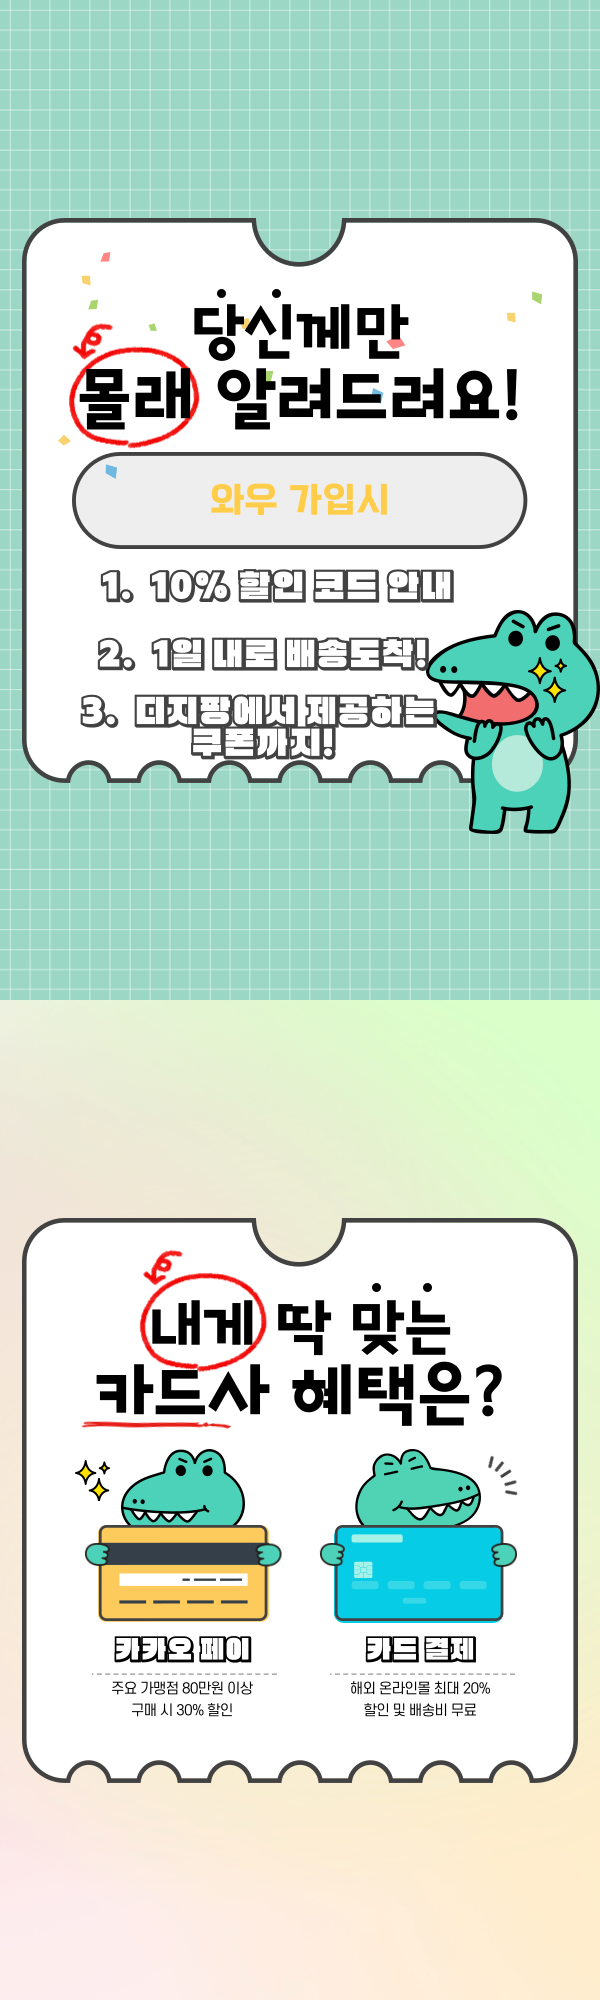 당신께만
몰래 알려드려요!
와우 가입시
1. 10% 할인 코드 안내
2. 1일 내로 배송도착!
3. 디지팡에서 제공하는
쿠폰까지!
내게 딱 맞는
카드사 혜택은?
카카오 페이
카드 결제
주요 가맹점 80만원 이상
구매 시 30% 할인
해외 온라인몰 최대 20%
할인 및 배송비 무료